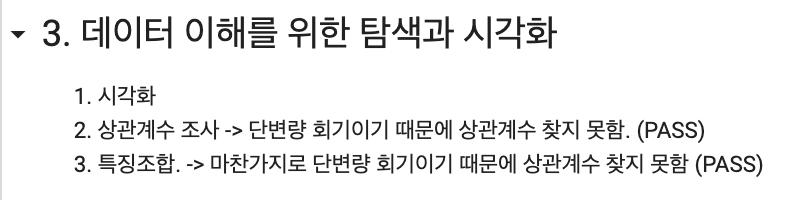 3. 데이터 이해를 위한 탐색과 시각화
1. 시각화
2. 상관계수 조사 -> 단변량 회기이기 때문에 상관계수 찾지 못함. (PASS)
3. 특징조합. -> 마찬가지로 단변량 회기이기 때문에 상관계수 찾지 못함 (PASS)